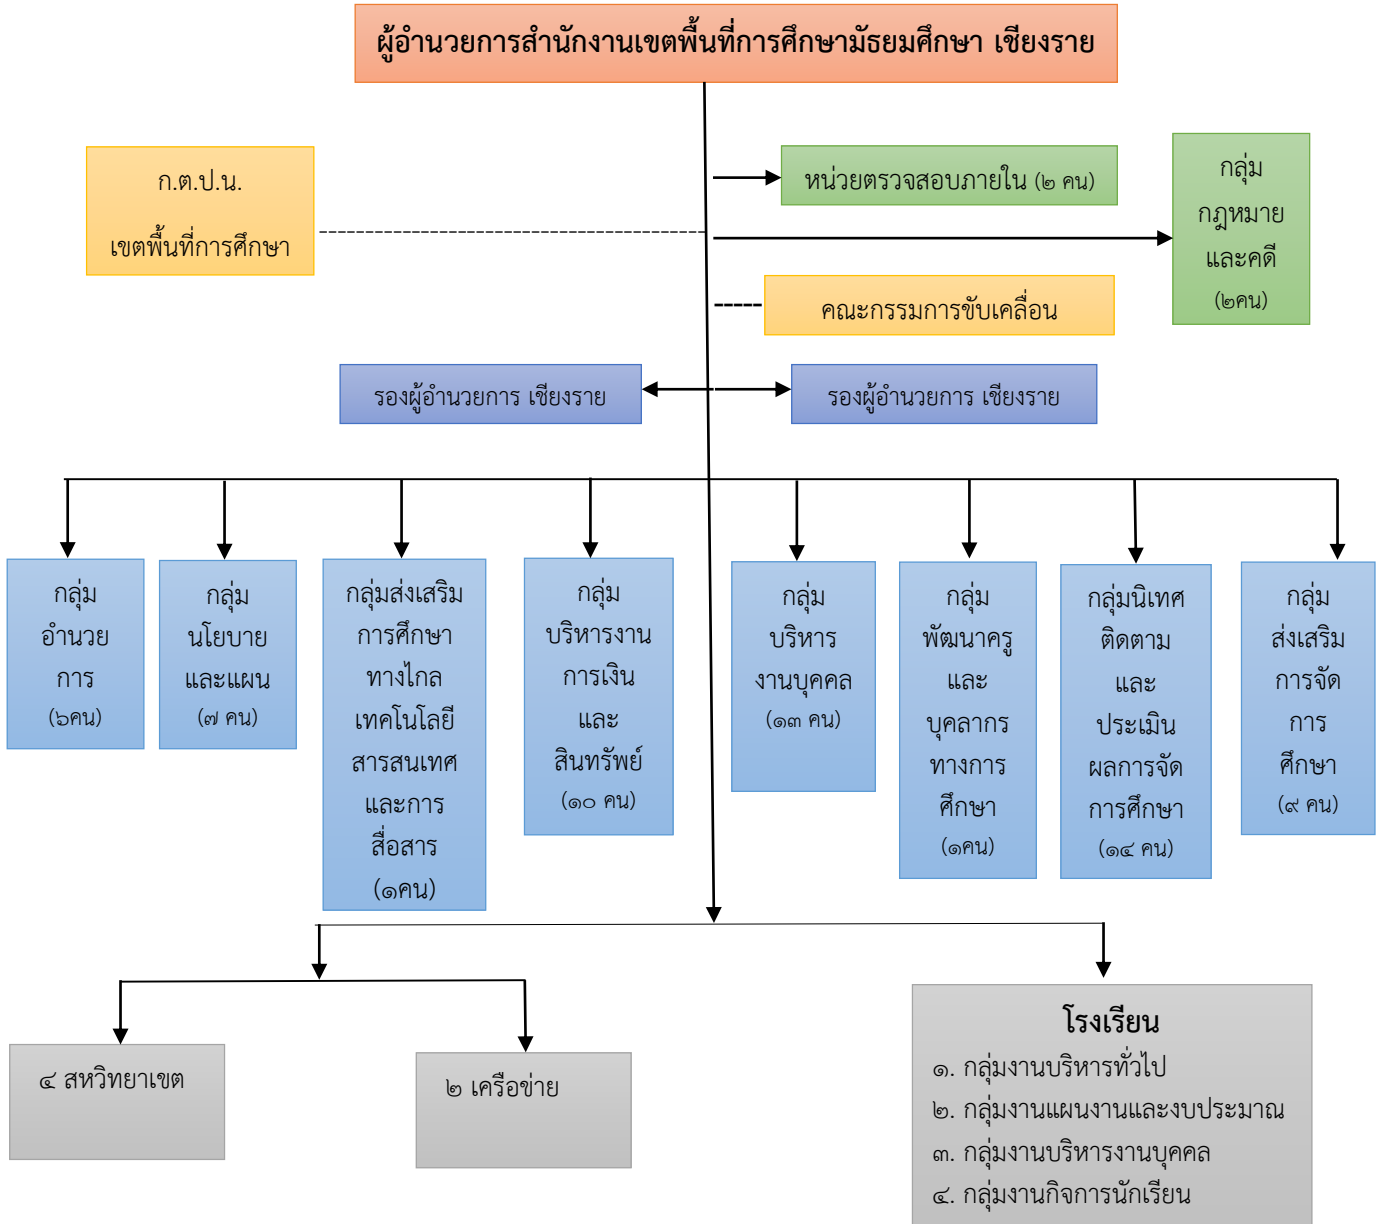 ผู้อำนวยการสำนักงานเขตพื้นที่การศึกษามัธยมศึกษา เชียงราย
ก.ต.ป.น.
เขตพื้นที่การศึกษา
หน่วยตรวจสอบภายใน (๒ คน)
กลุ่ม
กฎหมาย
และคดี
(๒คน)
คณะกรรมการขับเคลื่อน
รองผู้อำนวยการ เชียงราย
รองผู้อำนวยการ เชียงราย
กลุ่ม
อำนวย
การ
(๖คน)
กลุ่ม
นโยบาย
และแผน
(๗ คน)
กลุ่มส่งเสริม
การศึกษา
ทางไกล
เทคโนโลยี
สารสนเทศ
และการ
สื่อสาร
(๑คน)
กลุ่ม
บริหารงาน
การเงิน
และ
สินทรัพย์
(๑๐ คน)
กลุ่ม
บริหาร
งานบุคคล
(๑๓ คน)
กลุ่ม
พัฒนาครู
และ
บุคลากร
ทางการ
ศึกษา
(๑คน)
กลุ่มนิเทศ
ติดตาม
และ
ประเมิน
ผลการจัด
การศึกษา
(๑๔ คน)
กลุ่ม
ส่งเสริม
การจัด
การ
ศึกษา
(๙ คน)
๔ สหวิทยาเขต
๒ เครือข่าย
โรงเรียน
๑. กลุ่มงานบริหารทั่วไป
๒. กลุ่มงานแผนงานและงบประมาณ
๓. กลุ่มงานบริหารงานบุคคล
๔. กลุ่มงานกิจการนักเรียน